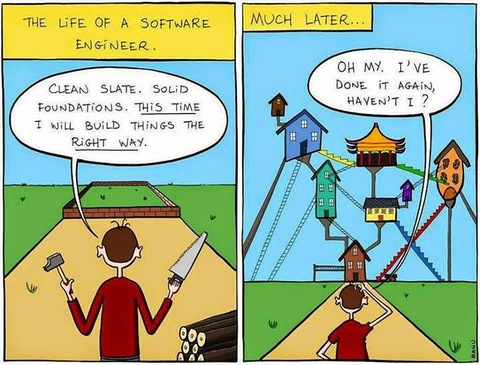 THE LIFE OF A SOFTWARE
ENGINEER.
CLEAN SLATE. SOLID
FOUNDATIONS. THIS TIME
I WILL BUILD THINGS THE
RIGHT WAY.
MUCH LATER...
OH MY. I'VE
DONE IT AGAIN,
HAVEN'T I ?
MANU